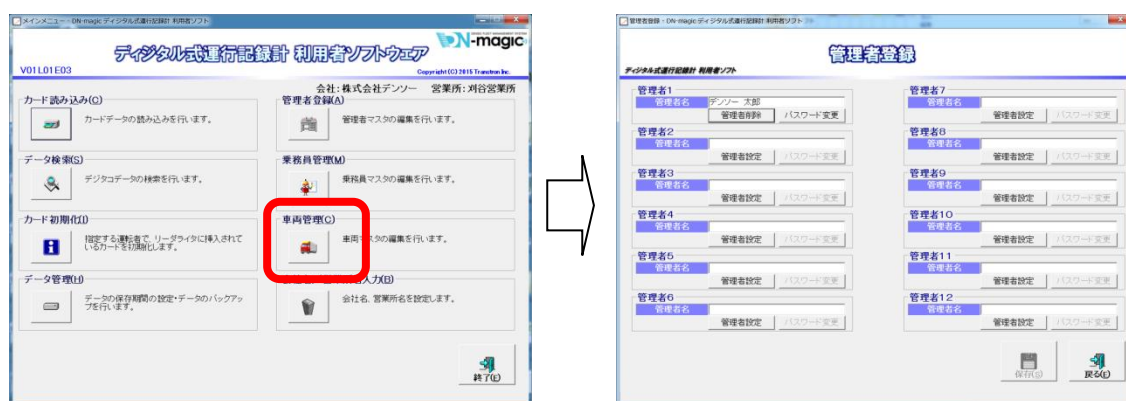 メインメニュー - DN-magic ディジタル式運行記録計 利用者ソフト
ディジタル式運行記録計 利用者ソフトウェア
DN-magic
V01L01E03
Copyright(C) 2015 Transtron Inc.
会社:株式会社デンソー 営業所:刈谷営業所
カード読み込み(C)
カードデータの読み込みを行います。
管理者登録(A)
管理者マスタの編集を行います。
データ検索(S)
デジタコデータの検索を行います。
乗務員管理(M)
乗務員マスタの編集を行います。
カード初期化(I)
指定する運転者で、リーダライタに挿入されて
いるカードを初期化します。
車両管理(C)
車両マスタの編集を行います。
データ管理(H)
データの保存期間の設定・データのバックアッ
プを行います。
入力(B)
会社名、営業所名を設定します。
終了(E)
管理者登録 - DN-magic ディジタル式運行記録計 利用者ソフト
管理者登録
ディジタル式運行記録計 利用者ソフト
管理者1
管理者名 デンソー 太郎
管理者削除 パスワード変更
管理者2
管理者名
管理者設定 パスワード変更
管理者3
管理者名
管理者設定 パスワード変更
管理者4
管理者名
管理者設定 パスワード変更
管理者5
管理者名
管理者設定 パスワード変更
管理者6
管理者名
管理者設定 パスワード変更
管理者7
管理者名
管理者設定 パスワード変更
管理者8
管理者名
管理者設定 パスワード変更
管理者9
管理者名
管理者設定 パスワード変更
管理者10
管理者名
管理者設定 パスワード変更
管理者11
管理者名
管理者設定 パスワード変更
管理者12
管理者名
管理者設定 パスワード変更
保存(S)
戻る(E)